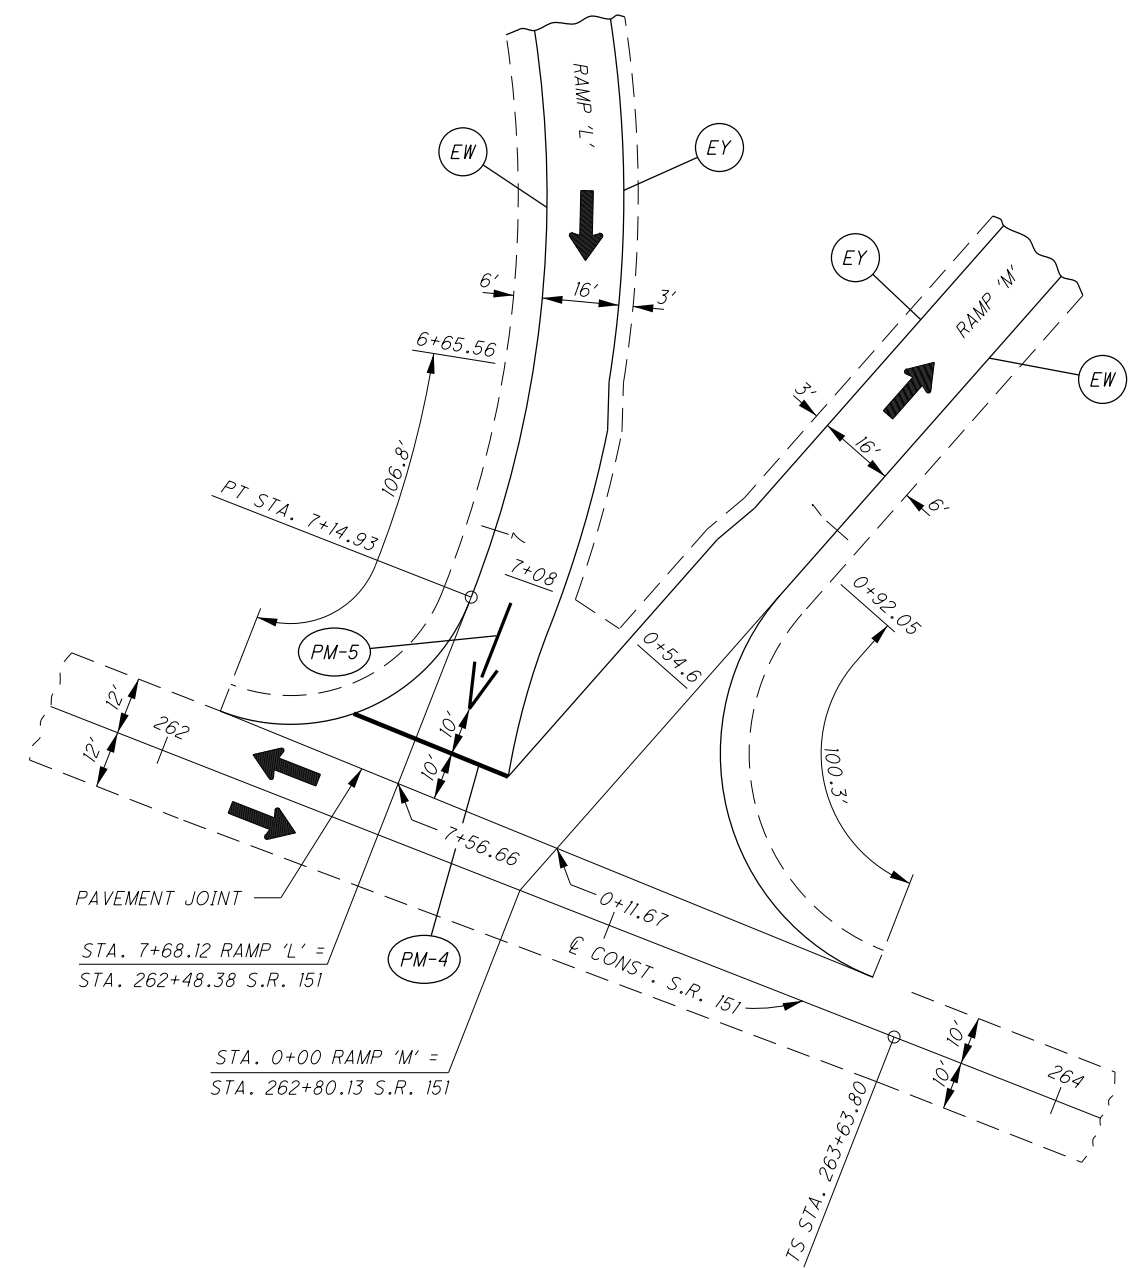 RAMP 'L'
EW
EY
EY
RAMP 'M'
6'
16'
3'
6+65.56
EW
3'
16'
6'
106.8'
PT STA. 7+14.93
7
1
7+08
0+92.05
PM-5
0+54.6
12'
262
10'
12'
10'
100.3'
7+56.66
PAVEMENT JOINT
0+11.67
STA. 7+68.12 RAMP 'L' =
STA. 262+48.38 S.R. 151
PM-4
℄ CONST. S.R. 151
10'
STA. 0+00 RAMP 'M' =
STA. 262+80.13 S.R. 151
10'
264
TS STA. 263+63.80